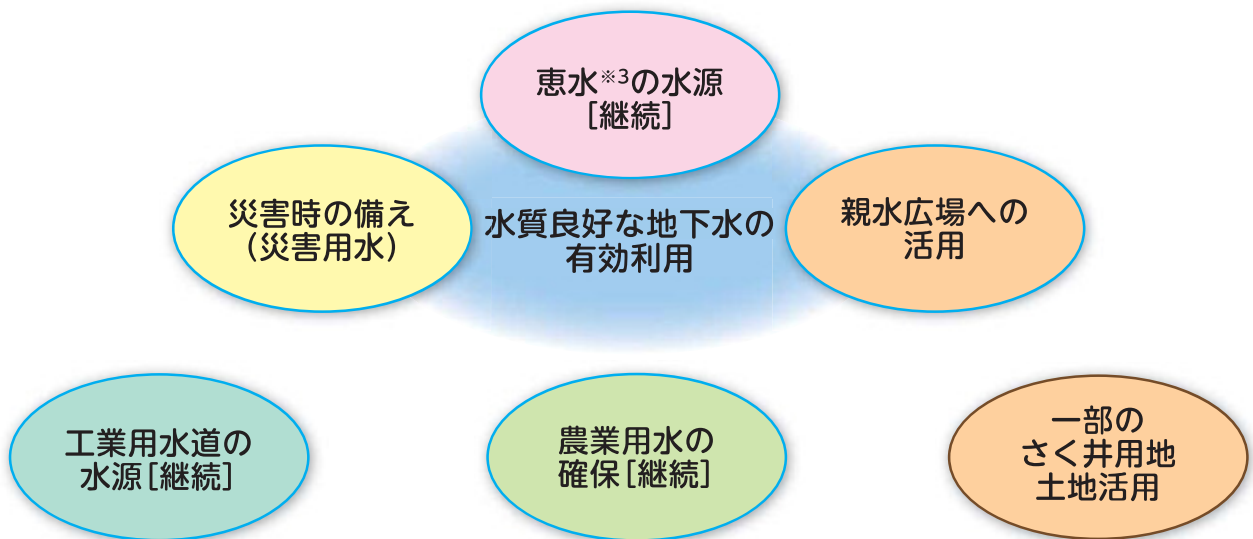 恵水※3の水源
[継続]
災害時の備え
(災害用水)
水質良好な地下水の
有効利用
親水広場への
活用
工業用水道の
水源[継続]
農業用水の
確保[継続]
一部の
さく井用地
土地活用